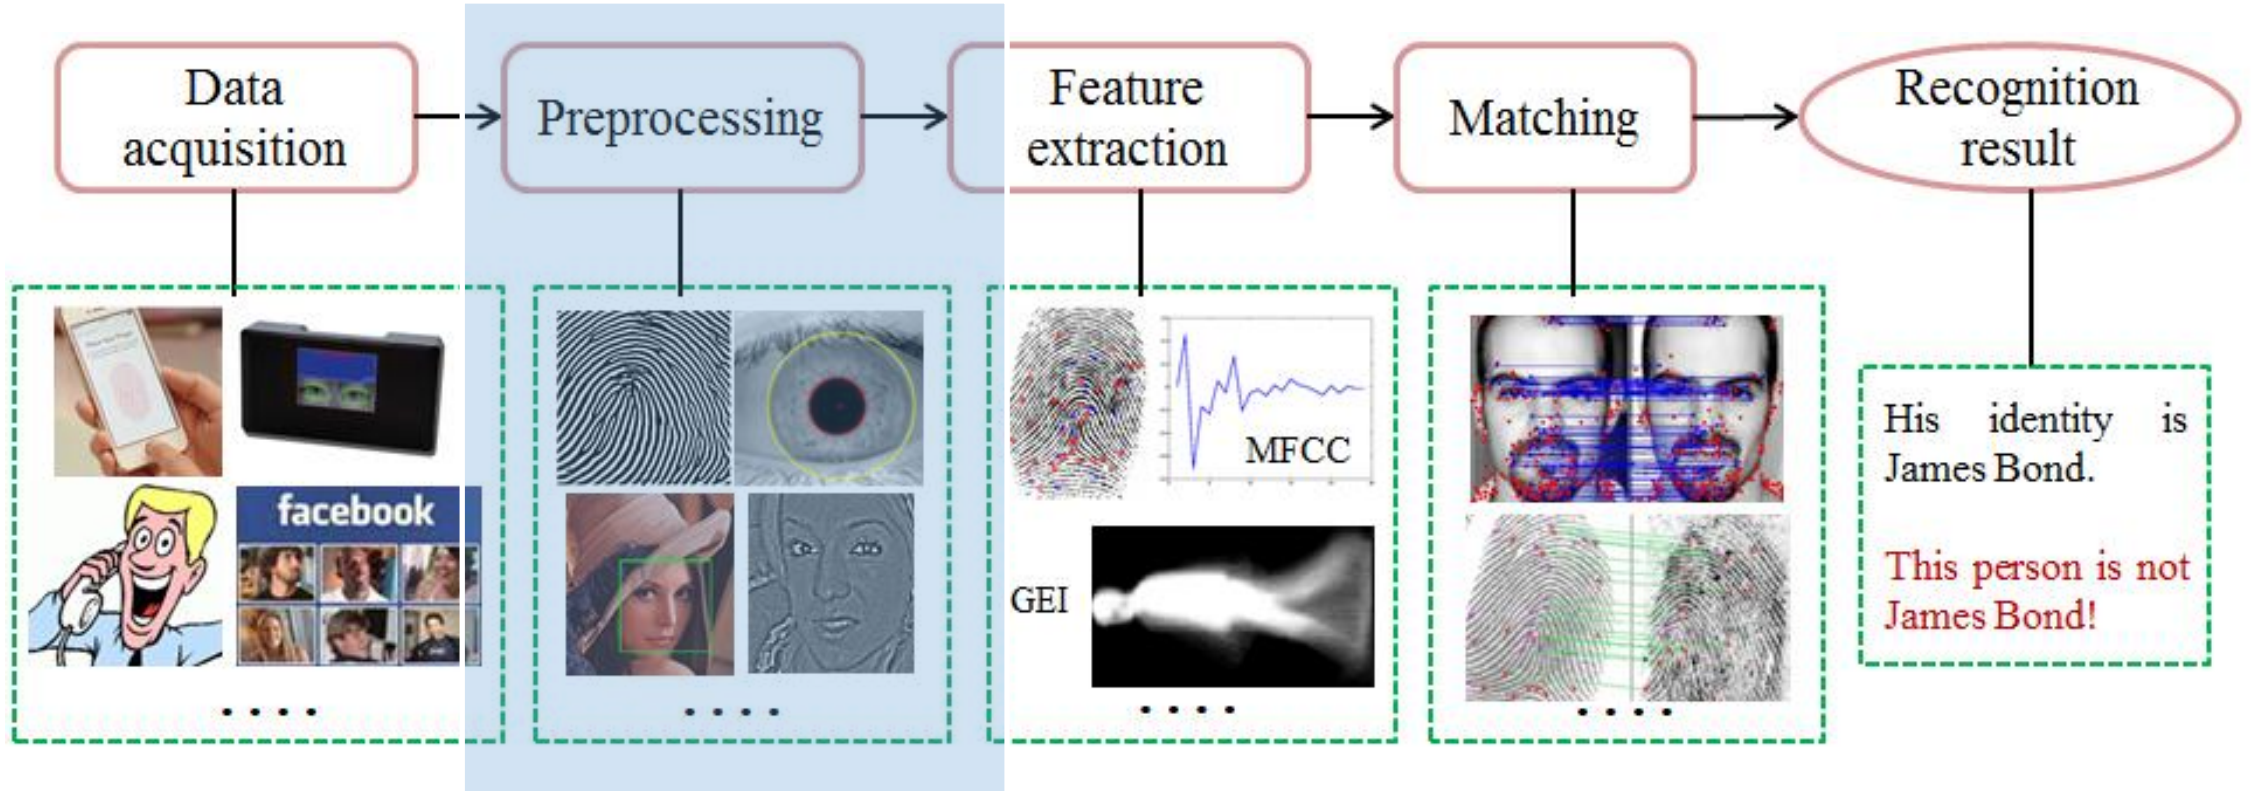 Data
acquisition
Preprocessing
Feature
extraction
Matching
Recognition
result
facebook
MFCC
GEI
His identity is
James Bond.
This person is not
James Bond!